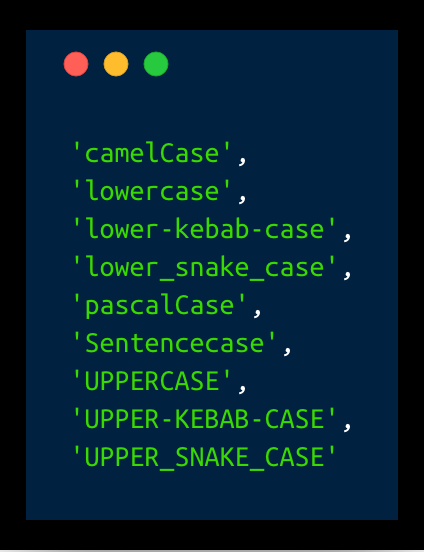 'camelCase',
'lowercase',
'lower-kebab-case',
'lower_snake_case',
'pascalCase',
'Sentencecase',
'UPPERCASE',
'UPPER-KEBAB-CASE',
'UPPER_SNAKE_CASE'